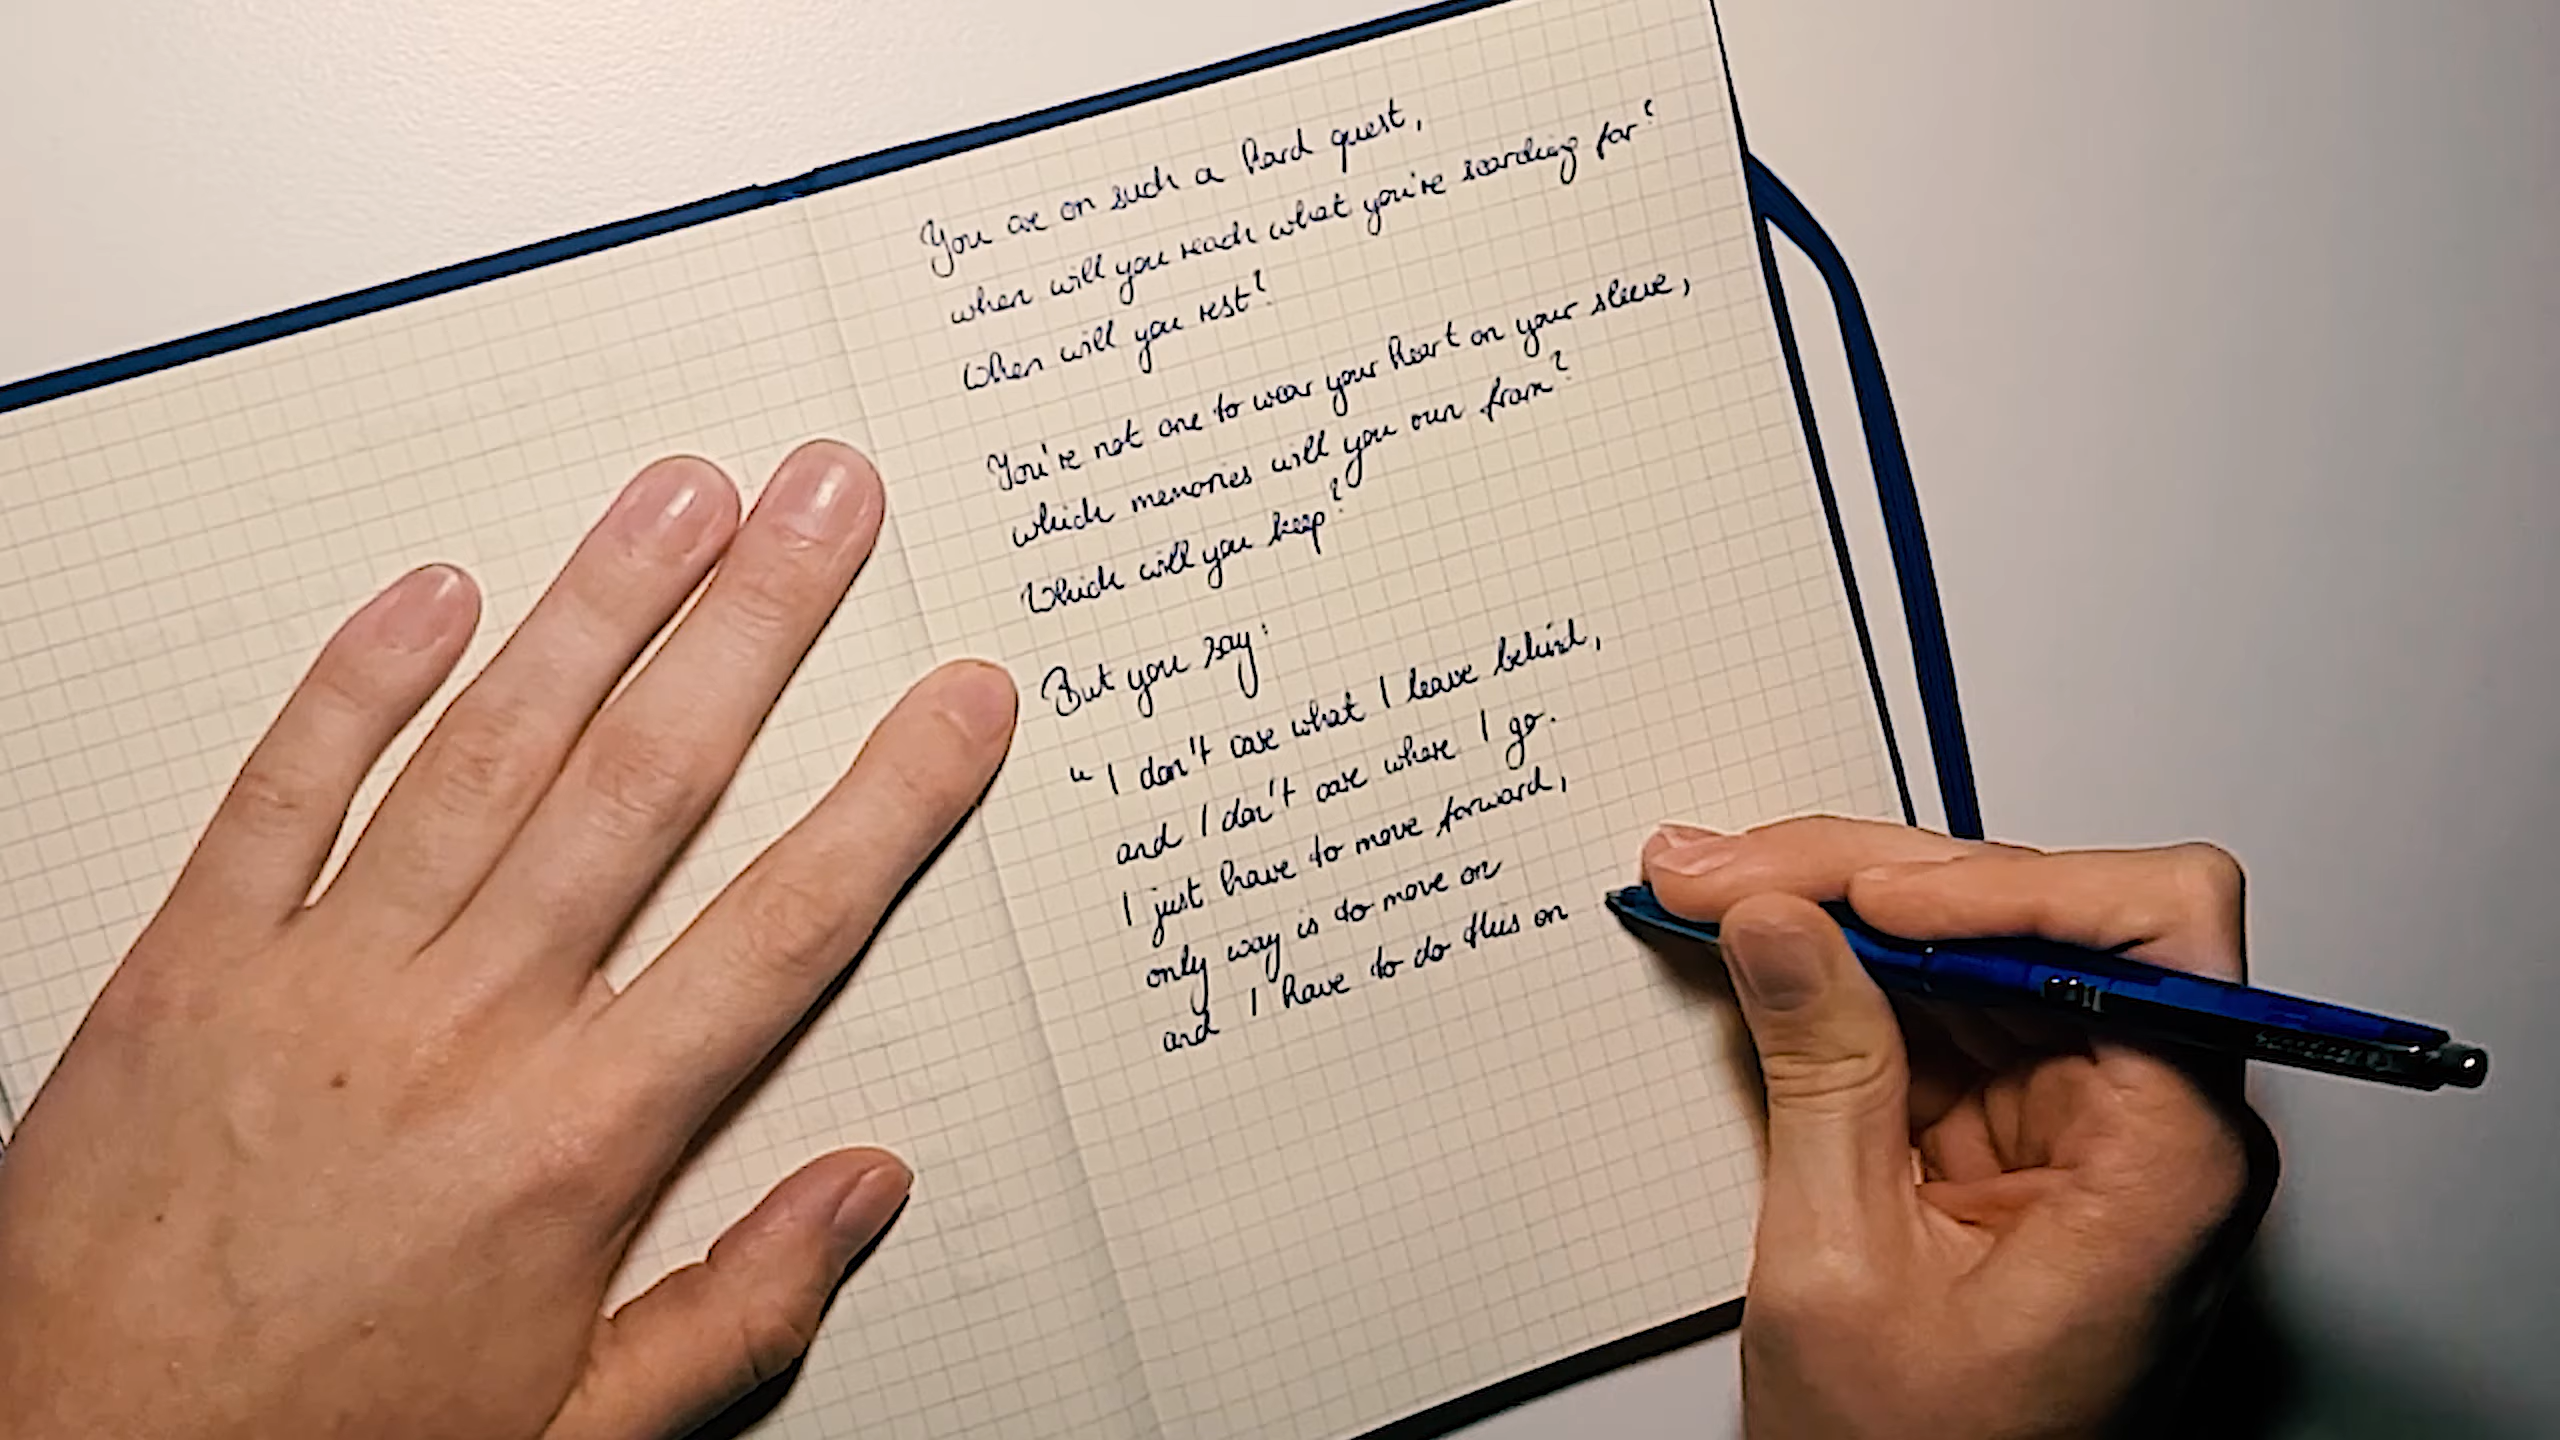 You are on such a hard quest,
when will you reach what you're searching for?
When will you rest?
You're not one to wear your heart on your sleeve,
which memories will you run from?
Which will you keep?
But you say:
"I don't care what I leave behind,
and I don't care where I go.
I just have to move forward,
only way is to move on
and I have to do this on